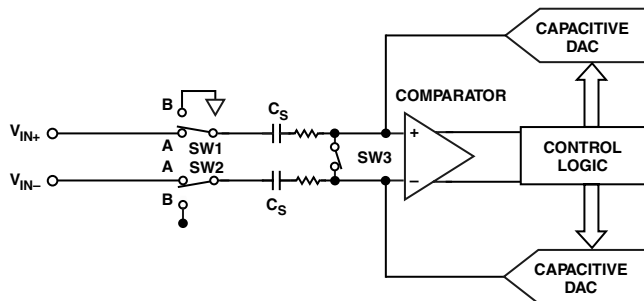 CAPACITIVE
DAC
B
C_S
COMPARATOR
V_IN+
A
SW1
+
A
SW2
SW3
CONTROL
LOGIC
V_IN–
–
B
C_S
CAPACITIVE
DAC